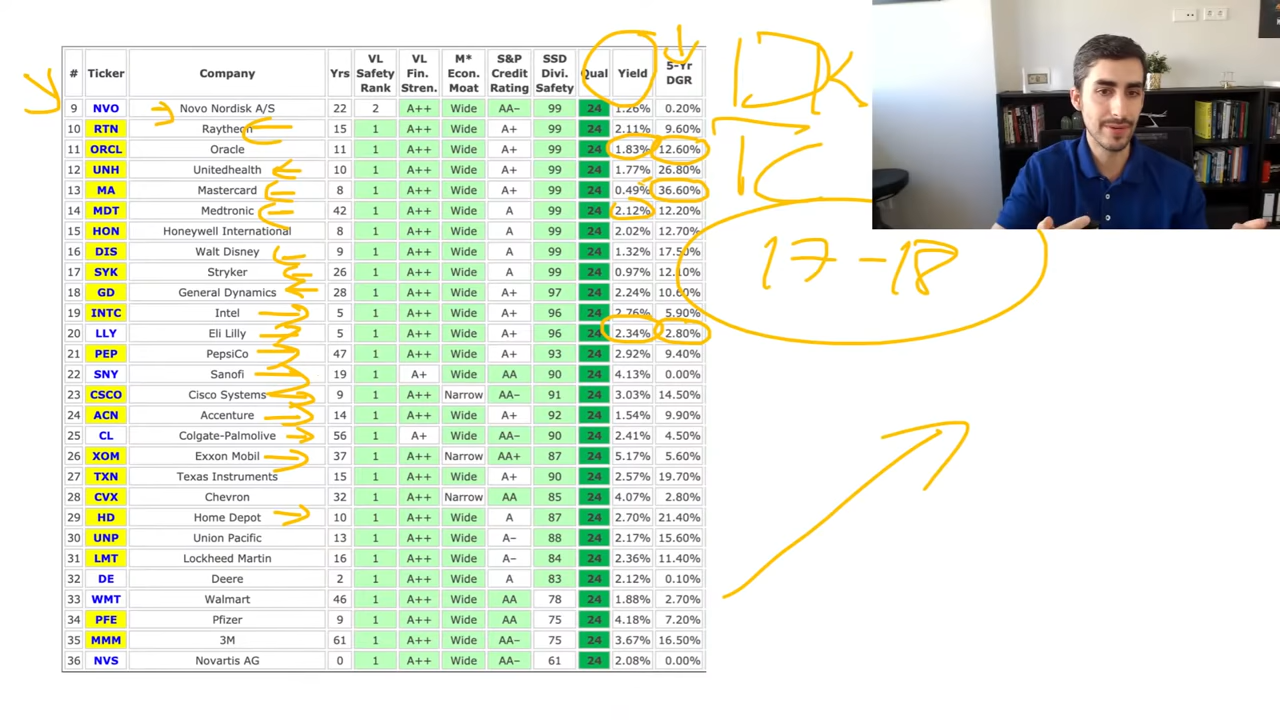 # Ticker Company Yrs VL Safety Rank VL Fin. Stren. M* Econ. Moat S&P Credit Rating SSD Divi. Safety Qual Yield 5-Yr DGR
9 NVO Novo Nordisk A/S 22 2 A++ Wide AA– 99 24 1.26% 0.20%
10 RTN Raytheon 15 1 A++ Wide A+ 99 24 2.11% 9.60%
11 ORCL Oracle 11 1 A++ Wide A+ 99 24 1.83% 12.60%
12 UNH Unitedhealth 10 1 A++ Wide A+ 99 24 1.77% 26.80%
13 MA Mastercard 8 1 A++ Wide A+ 99 24 0.49% 36.60%
14 MDT Medtronic 42 1 A++ Wide A 99 24 2.12% 12.20%
15 HON Honeywell International 8 1 A++ Wide A 99 24 2.02% 12.70%
16 DIS Walt Disney 9 1 A++ Wide A 99 24 1.32% 17.50%
17 SYK Stryker 26 1 A++ Wide A 99 24 0.97% 12.10%
18 GD General Dynamics 28 1 A++ Wide A+ 97 24 2.24% 10.60%
19 INTC Intel 5 1 A++ Wide A+ 96 24 2.76% 5.90%
20 LLY Eli Lilly 5 1 A++ Wide A+ 96 24 2.34% 2.80%
21 PEP PepsiCo 47 1 A++ Wide A+ 93 24 2.92% 9.40%
22 SNY Sanofi 19 1 A+ Wide AA 90 24 4.13% 0.00%
23 CSCO Cisco Systems 9 1 A++ Narrow AA– 91 24 3.03% 14.50%
24 ACN Accenture 14 1 A++ Wide A+ 92 24 1.54% 9.90%
25 CL Colgate-Palmolive 56 1 A+ Wide AA– 90 24 2.41% 4.50%
26 XOM Exxon Mobil 37 1 A++ Narrow AA+ 87 24 5.17% 5.60%
27 TXN Texas Instruments 15 1 A++ Wide A+ 90 24 2.57% 19.70%
28 CVX Chevron 32 1 A++ Narrow AA 85 24 4.07% 2.80%
29 HD Home Depot 10 1 A++ Wide A 87 24 2.70% 21.40%
30 UNP Union Pacific 13 1 A++ Wide A– 88 24 2.17% 15.60%
31 LMT Lockheed Martin 16 1 A++ Wide A– 84 24 2.36% 11.40%
32 DE Deere 2 1 A++ Wide A 83 24 2.12% 0.10%
33 WMT Walmart 46 1 A++ Wide AA 78 24 1.88% 2.70%
34 PFE Pfizer 9 1 A++ Wide AA 75 24 4.18% 7.20%
35 MMM 3M 61 1 A++ Wide AA– 75 24 3.67% 16.50%
36 NVS Novartis AG 0 1 A++ Wide AA– 61 24 2.08% 0.00%
17-18